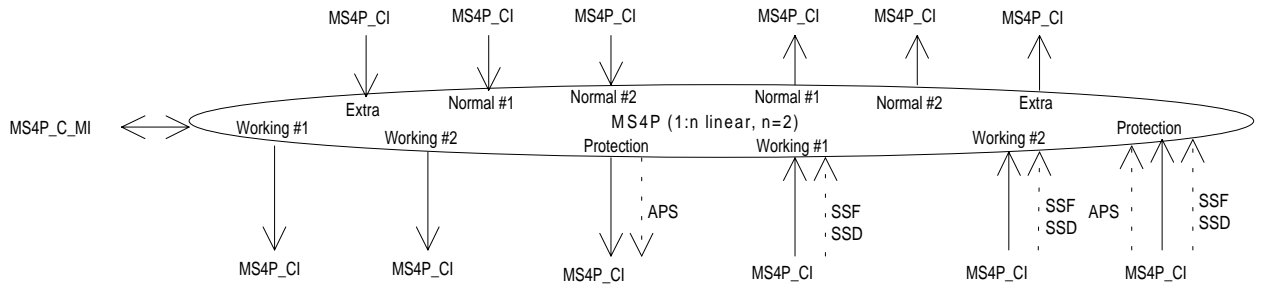 MS4P_CI MS4P_CI MS4P_CI MS4P_CI MS4P_CI MS4P_CI
Extra Normal #1 Normal #2 Normal #1 Normal #2 Extra
MS4P_C_MI
MS4P (1:n linear, n=2)
Working #1 Working #2 Protection Working #1 Working #2 Protection
APS SSF SSF APS SSF
SSD SSD SSD
MS4P_CI MS4P_CI MS4P_CI MS4P_CI MS4P_CI MS4P_CI